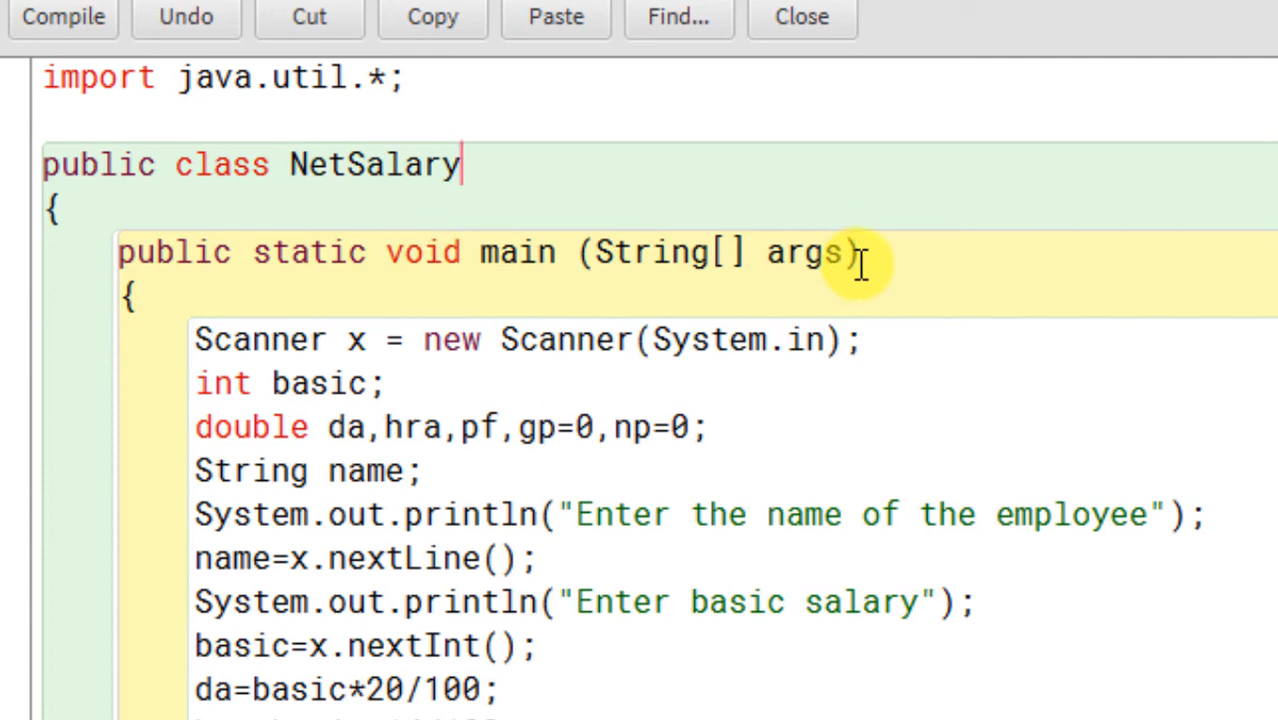 Compile Undo Cut Copy Paste Find... Close
import java.util.*;
public class NetSalary
{
public static void main (String[] args)
{
Scanner x = new Scanner(System.in);
int basic;
double da,hra,pf,gp=0,np=0;
String name;
System.out.println("Enter the name of the employee");
name=x.nextLine();
System.out.println("Enter basic salary");
basic=x.nextInt();
da=basic*20/100;